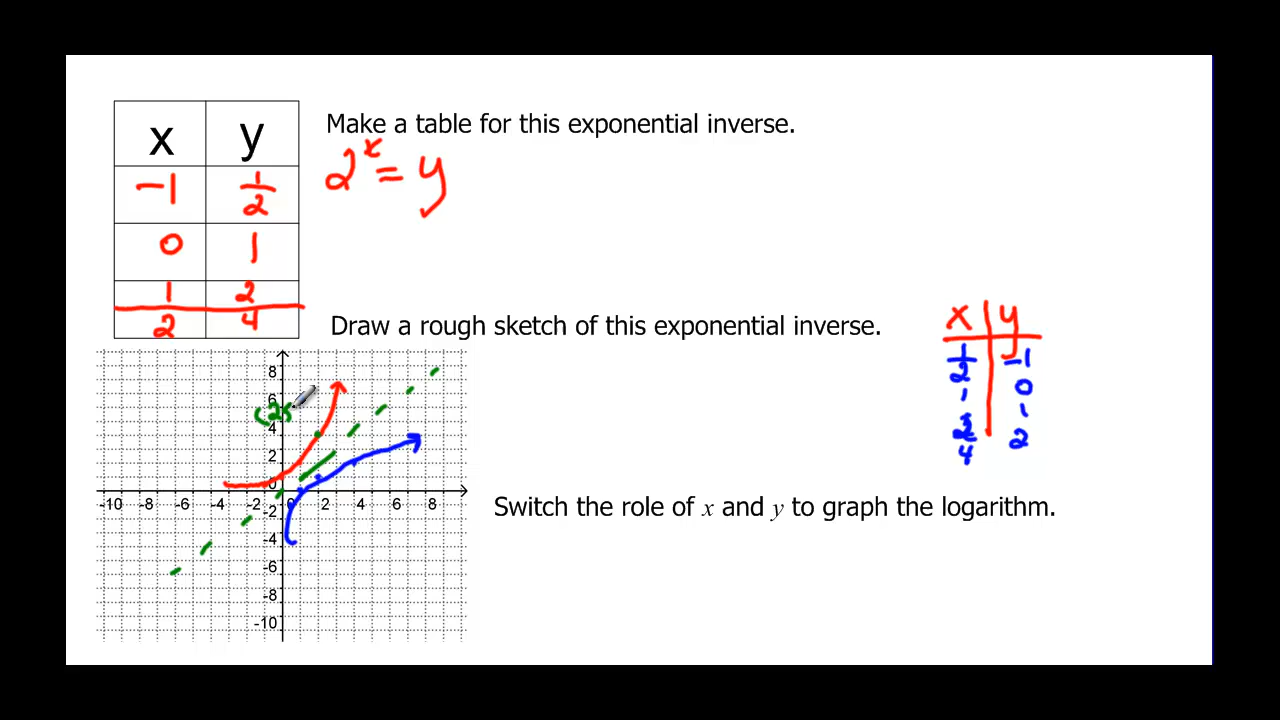 x y
Make a table for this exponential inverse.
2^x = y
-1 1/2
0 1
1 2
2 4
Draw a rough sketch of this exponential inverse.
x y
1/2 -1
1 0
1
4 2
8
6
4
2
0
-10 -8 -6 -4 -2 0 2 4 6 8
-2
-4
-6
-8
-10
(2
Switch the role of x and y to graph the logarithm.